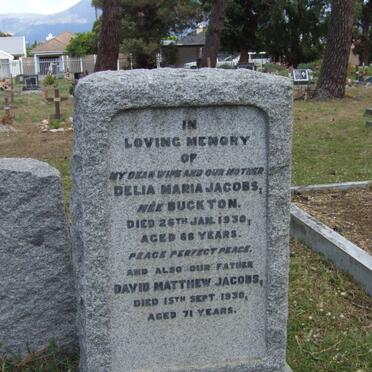 IN
LOVING MEMORY
OF
MY DEAR WIFE AND OUR MOTHER
DELIA MARIA JACOBS,
NÉE BUCKTON.
DIED 26TH JAN. 1930,
AGED 66 YEARS.
PEACE PERFECT PEACE.
AND ALSO OUR FATHER
DAVID MATTHEW JACOBS,
DIED 15TH SEPT. 1939,
AGED 71 YEARS.